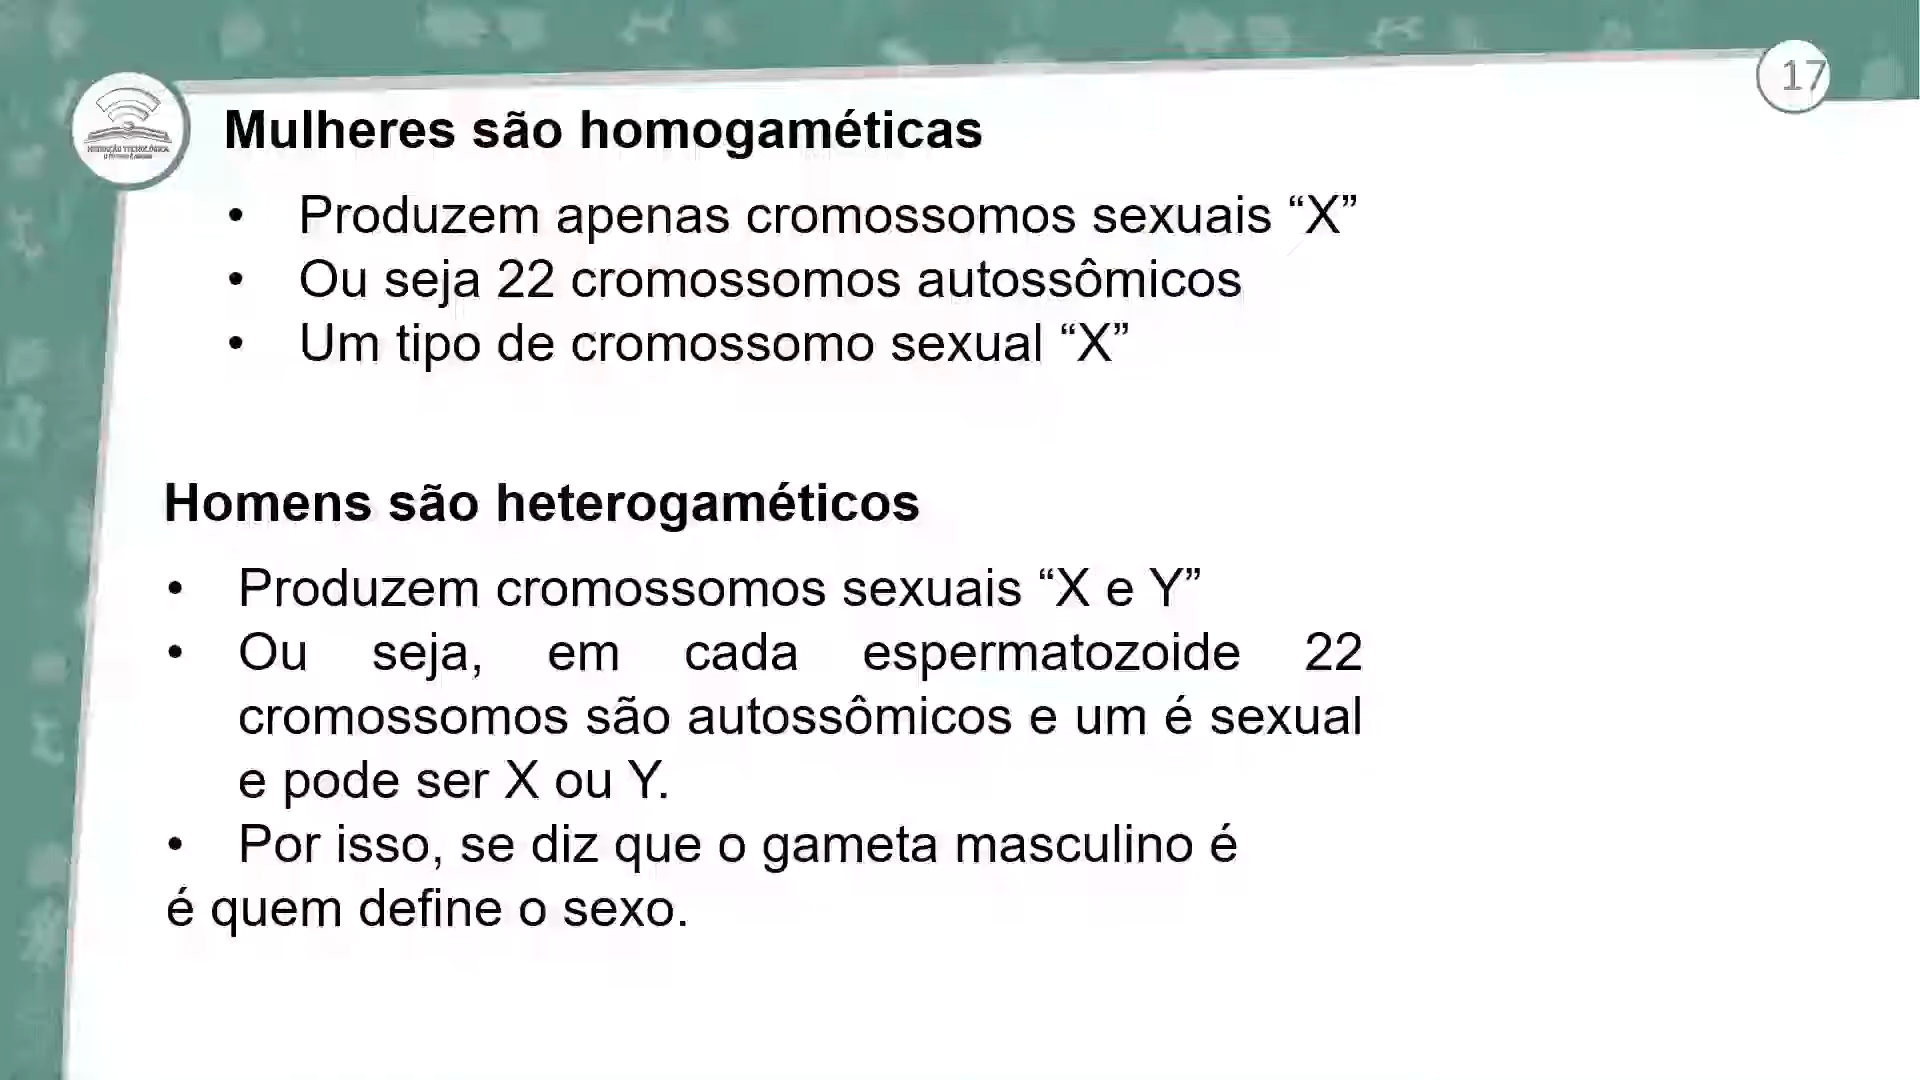 17
Mulheres são homogaméticas
• Produzem apenas cromossomos sexuais “X”
• Ou seja 22 cromossomos autossômicos
• Um tipo de cromossomo sexual “X”
Homens são heterogaméticos
• Produzem cromossomos sexuais “X e Y”
• Ou seja, em cada espermatozoide 22
cromossomos são autossômicos e um é sexual
e pode ser X ou Y.
• Por isso, se diz que o gameta masculino é
é quem define o sexo.